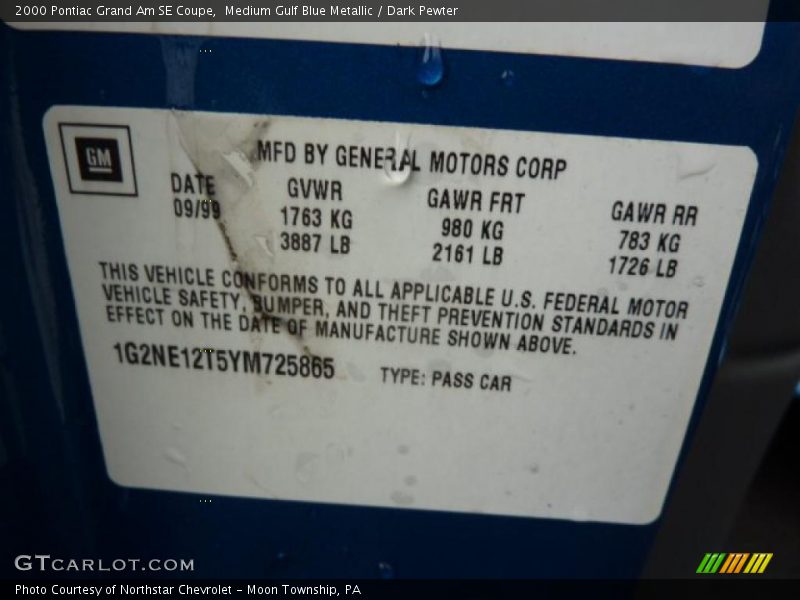 2000 Pontiac Grand Am SE Coupe,  Medium Gulf Blue Metallic / Dark Pewter
GM
MFD BY GENERAL MOTORS CORP
DATE GVWR GAWR FRT GAWR RR
09/99 1763 KG 980 KG 783 KG
3887 LB 2161 LB 1726 LB
THIS VEHICLE CONFORMS TO ALL APPLICABLE U.S. FEDERAL MOTOR
VEHICLE SAFETY, BUMPER, AND THEFT PREVENTION STANDARDS IN
EFFECT ON THE DATE OF MANUFACTURE SHOWN ABOVE.
1G2NE12T5YM725865 TYPE: PASS CAR
GTCARLOT.COM
Photo Courtesy of Northstar Chevrolet - Moon Township, PA